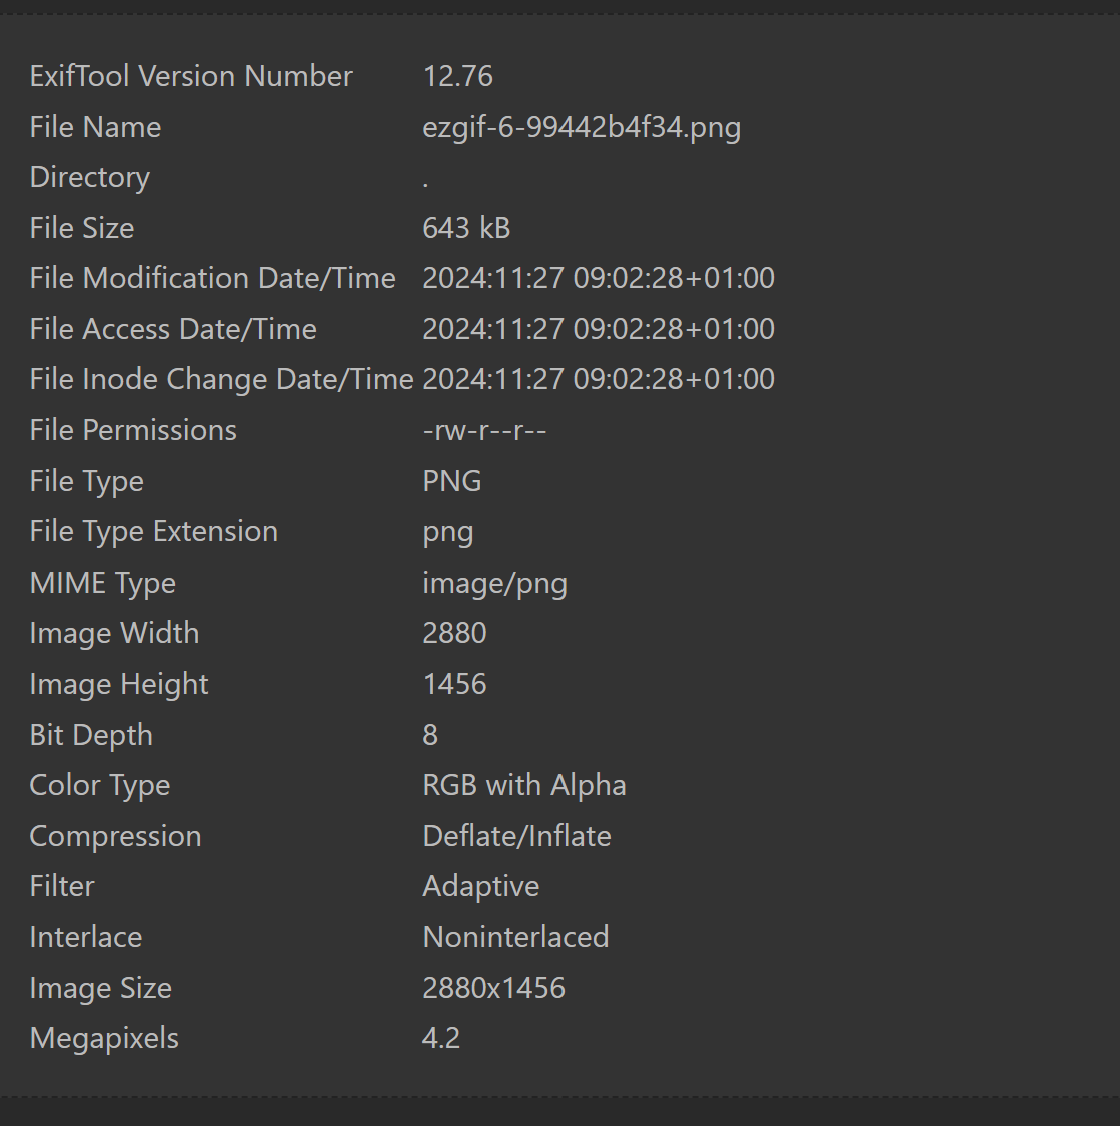 ExifTool Version Number 12.76
File Name ezgif-6-99442b4f34.png
Directory .
File Size 643 kB
File Modification Date/Time 2024:11:27 09:02:28+01:00
File Access Date/Time 2024:11:27 09:02:28+01:00
File Inode Change Date/Time 2024:11:27 09:02:28+01:00
File Permissions -rw-r--r--
File Type PNG
File Type Extension png
MIME Type image/png
Image Width 2880
Image Height 1456
Bit Depth 8
Color Type RGB with Alpha
Compression Deflate/Inflate
Filter Adaptive
Interlace Noninterlaced
Image Size 2880x1456
Megapixels 4.2